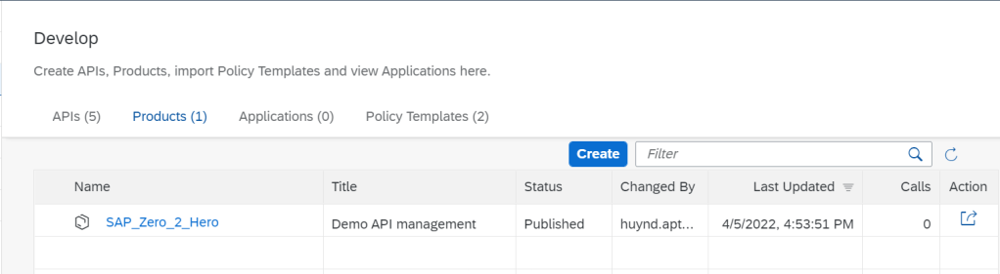 Develop
Create APIs, Products, import Policy Templates and view Applications here.
APIs (5) Products (1) Applications (0) Policy Templates (2)
Create Filter
Name Title Status Changed By Last Updated Calls Action
SAP_Zero_2_Hero Demo API management Published huynd.apt... 4/5/2022, 4:53:51 PM 0